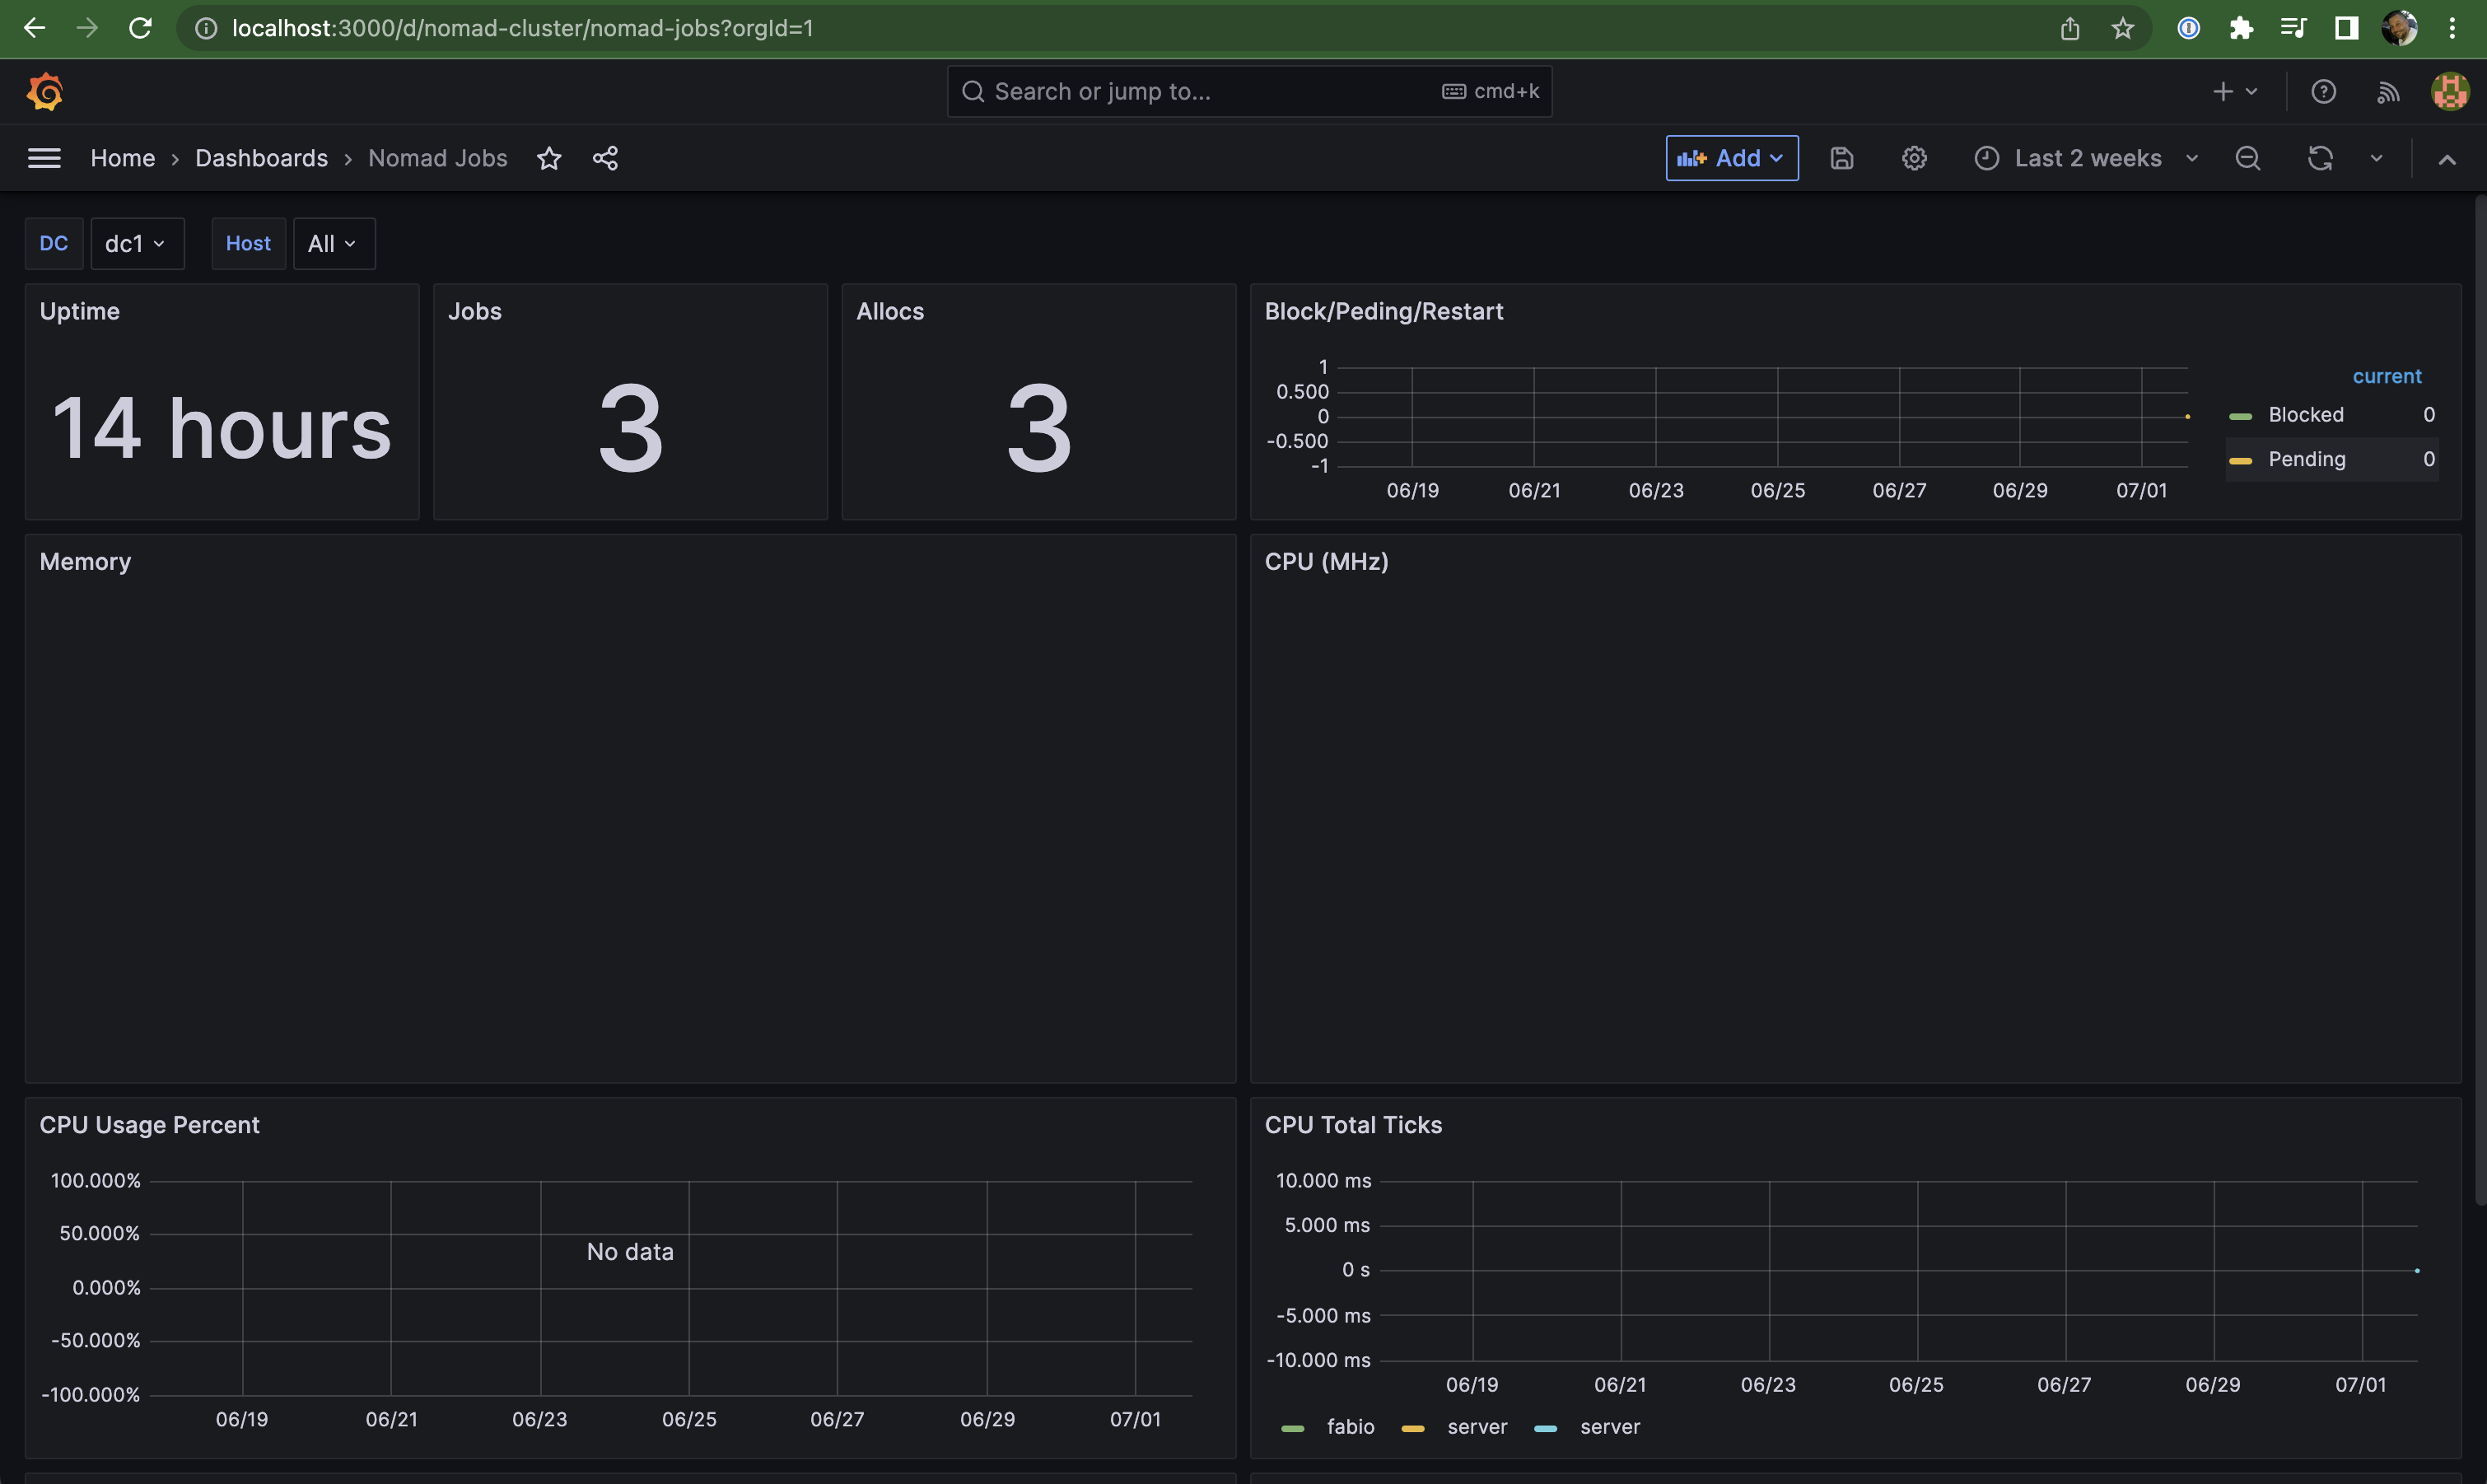 localhost:3000/d/nomad-cluster/nomad-jobs?orgId=1
Search or jump to... cmd+k
Home › Dashboards › Nomad Jobs Add Last 2 weeks
DC dc1 Host All
Uptime
14 hours
Jobs
3
Allocs
3
Block/Peding/Restart
1
0.500
0
-0.500
-1
06/19 06/21 06/23 06/25 06/27 06/29 07/01
current
Blocked 0
Pending 0
Memory
CPU (MHz)
CPU Usage Percent
100.000%
50.000%
0.000%
-50.000%
-100.000%
No data
06/19 06/21 06/23 06/25 06/27 06/29 07/01
CPU Total Ticks
10.000 ms
5.000 ms
0 s
-5.000 ms
-10.000 ms
06/19 06/21 06/23 06/25 06/27 06/29 07/01
fabio server server